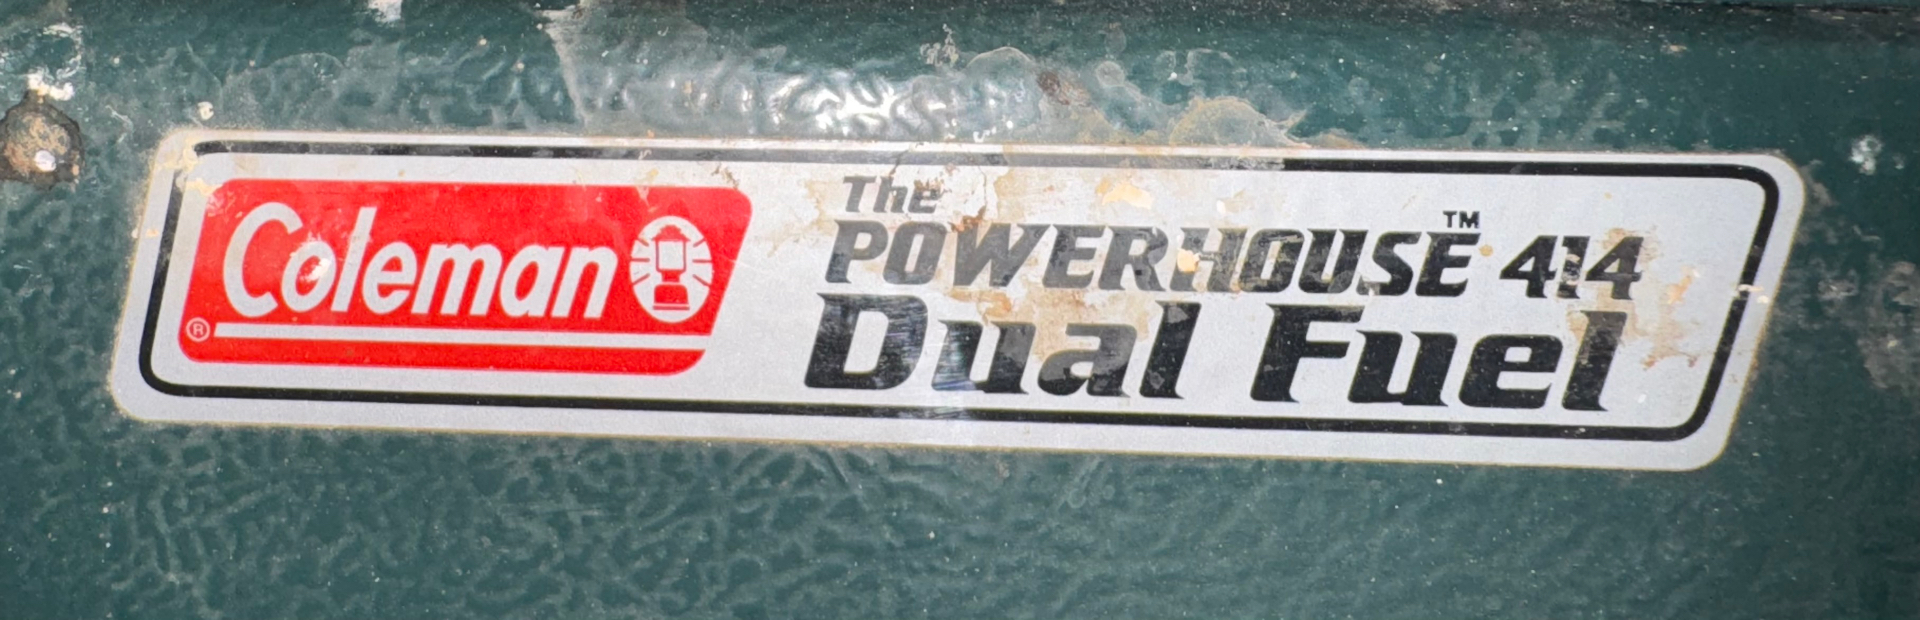 Coleman
®
The
POWERHOUSE™ 414
Dual Fuel